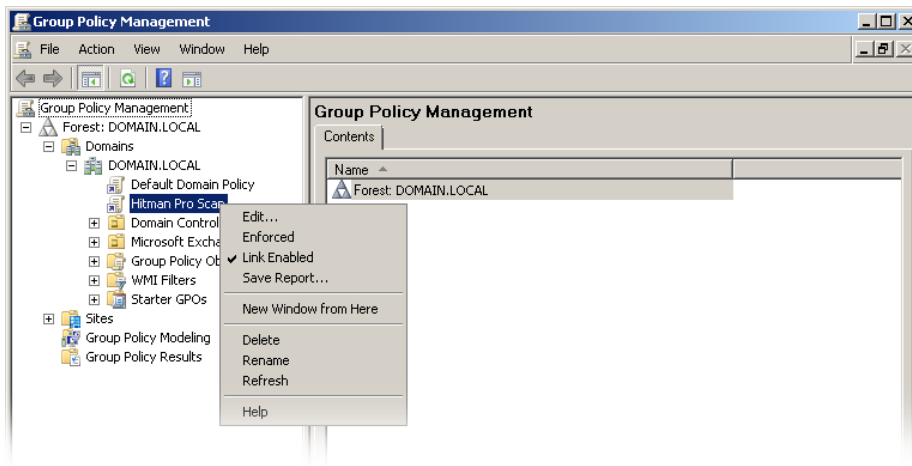 Group Policy Management
File Action View Window Help
Group Policy Management
Forest: DOMAIN.LOCAL
Domains
DOMAIN.LOCAL
Default Domain Policy
Hitman Pro Scan
Domain Control
Microsoft Excha
Group Policy Ob
WMI Filters
Starter GPOs
Sites
Group Policy Modeling
Group Policy Results
Edit...
Enforced
Link Enabled
Save Report...
New Window from Here
Delete
Rename
Refresh
Help
Group Policy Management
Contents
Name
Forest: DOMAIN.LOCAL